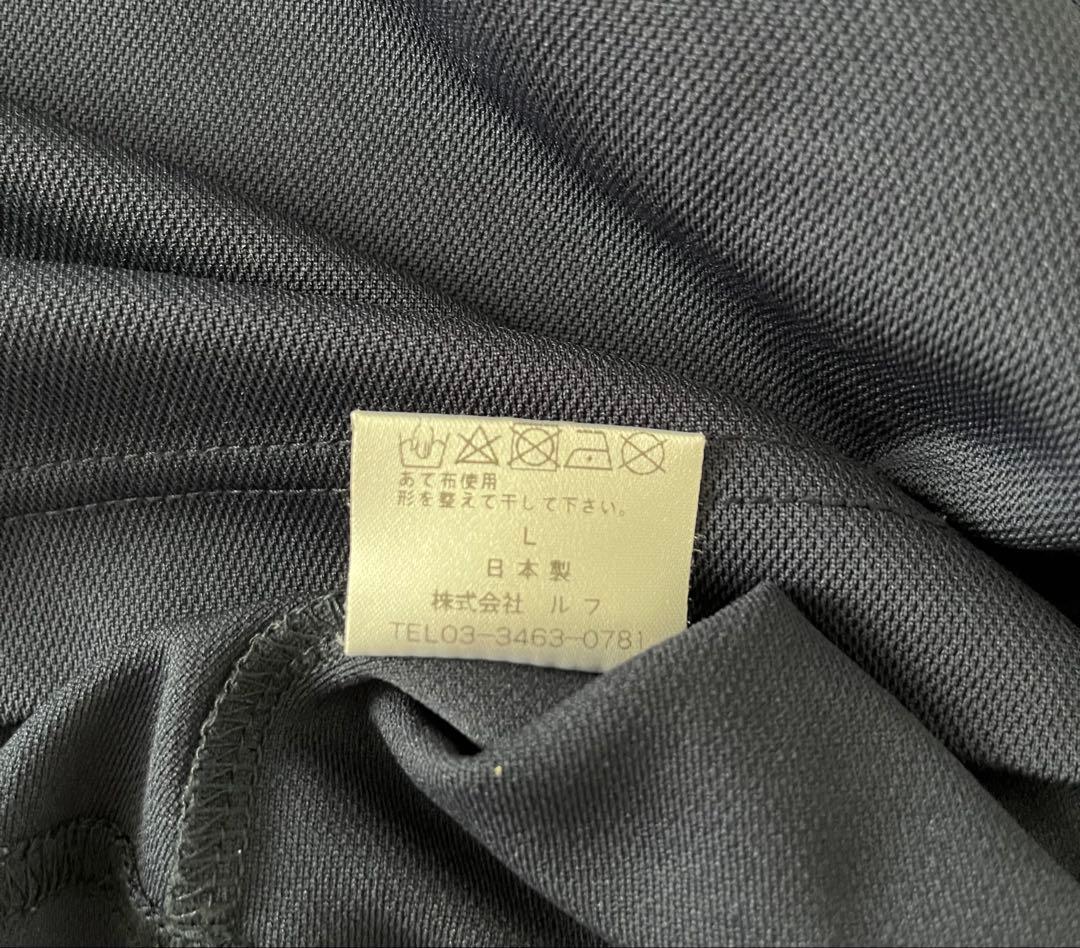 あて布使用
形を整えて干して下さい。
L
日本製
株式会社 ルフ
TEL03-3463-0781